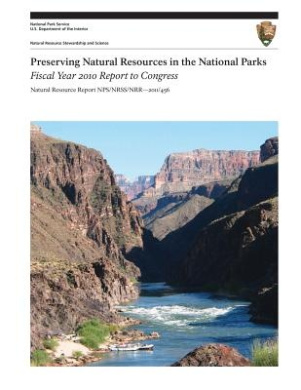 National Park Service
U.S. Department of the Interior
Natural Resource Stewardship and Science
Preserving Natural Resources in the National Parks
Fiscal Year 2010 Report to Congress
Natural Resource Report NPS/NRSS/NRR—2011/456